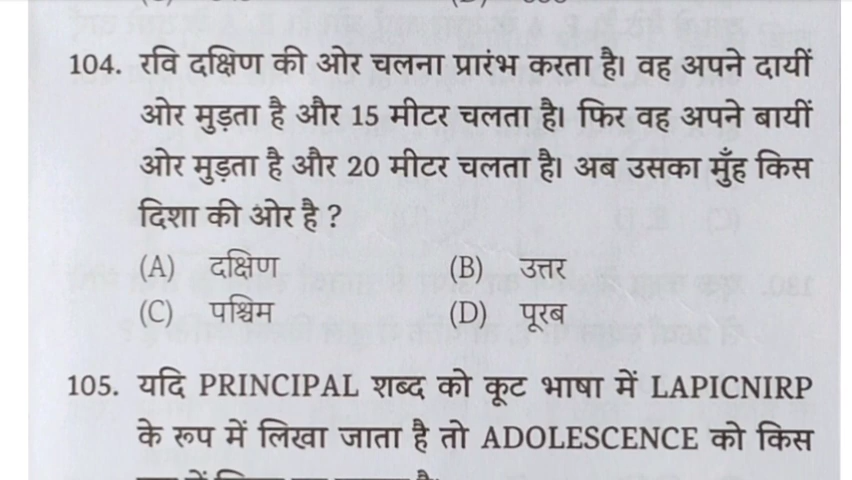 104. रवि दक्षिण की ओर चलना प्रारंभ करता है। वह अपने दायीं
ओर मुड़ता है और 15 मीटर चलता है। फिर वह अपने बायीं
ओर मुड़ता है और 20 मीटर चलता है। अब उसका मुँह किस
दिशा की ओर है ?
(A) दक्षिण (B) उत्तर
(C) पश्चिम (D) पूरब
105. यदि PRINCIPAL शब्द को कूट भाषा में LAPICNIRP
के रूप में लिखा जाता है तो ADOLESCENCE को किस